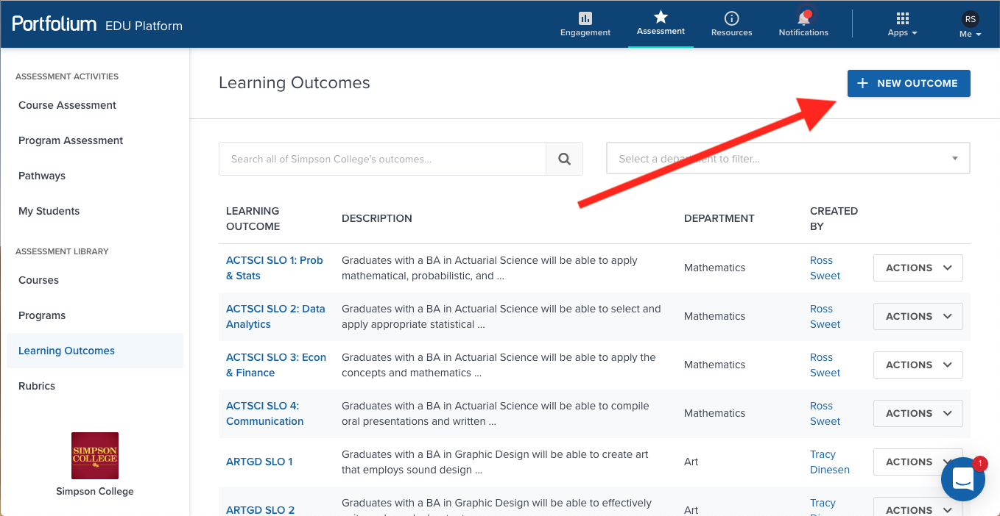 Portfolium EDU Platform
Engagement
Assessment
Resources
Notifications
Apps
RS
Me
ASSESSMENT ACTIVITIES
Course Assessment
Program Assessment
Pathways
My Students
ASSESSMENT LIBRARY
Courses
Programs
Learning Outcomes
Rubrics
SIMPSON
COLLEGE
Simpson College
Learning Outcomes
+ NEW OUTCOME
Search all of Simpson College's outcomes...
Select a department to filter...
LEARNING
OUTCOME
DESCRIPTION
DEPARTMENT
CREATED
BY
ACTSCI SLO 1: Prob
& Stats
Graduates with a BA in Actuarial Science will be able to apply
mathematical, probabilistic, and ...
Mathematics
Ross
Sweet
ACTIONS
ACTSCI SLO 2: Data
Analytics
Graduates with a BA in Actuarial Science will be able to select and
apply appropriate statistical ...
Mathematics
Ross
Sweet
ACTIONS
ACTSCI SLO 3: Econ
& Finance
Graduates with a BA in Actuarial Science will be able to apply the
concepts and mathematics ...
Mathematics
Ross
Sweet
ACTIONS
ACTSCI SLO 4:
Communication
Graduates with a BA in Actuarial Science will be able to compile
oral presentations and written ...
Mathematics
Ross
Sweet
ACTIONS
ARTGD SLO 1
Graduates with a BA in Graphic Design will be able to create art
that employs sound design ...
Art
Tracy
Dinesen
ACTIONS
1
ARTGD SLO 2
Graduates with a BA in Graphic Design will be able to effectively
Art
Tracy
ACTIONS